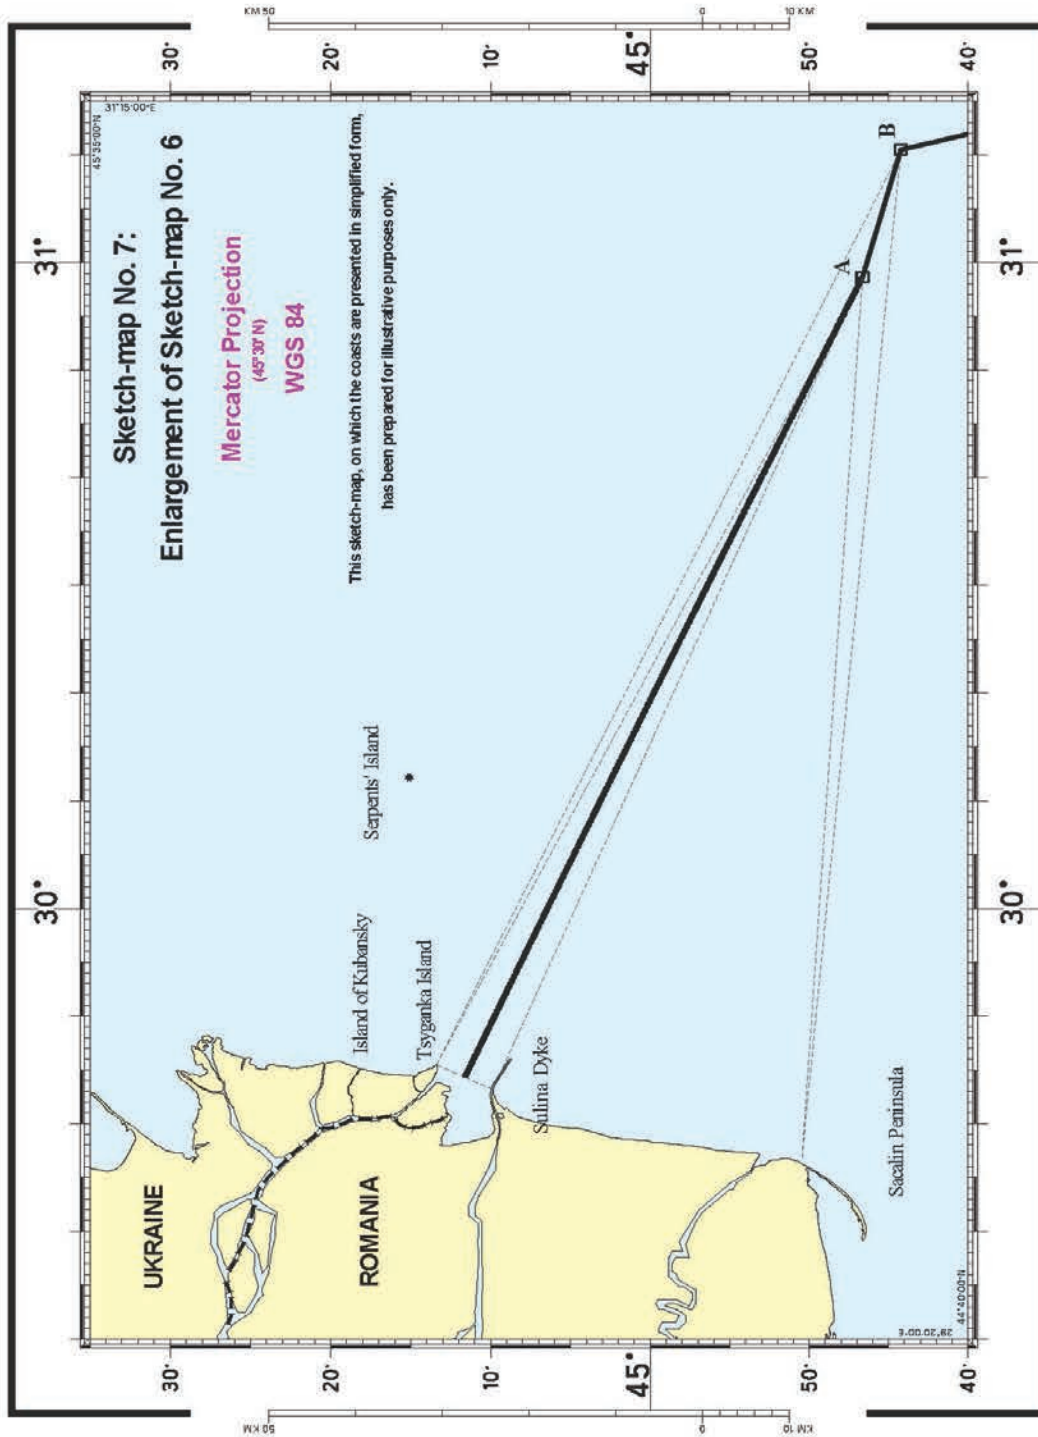 KM 50 0 10 KM
30' 20' 10' 45° 50' 40'
31°15'00"E
45°35'00"N
Sketch-map No. 7:
Enlargement of Sketch-map No. 6
Mercator Projection
(45°30' N)
WGS 84
This sketch-map, on which the coasts are presented in simplified form,
has been prepared for illustrative purposes only.
31°
31°
B
A
Serpents' Island
30°
30°
Island of Kubansky
Tsyganka Island
Sulina Dyke
Sacalin Peninsula
UKRAINE
ROMANIA
29°20'00"E
44°40'00"N
30' 20' 10' 45° 50' 40'
50 KM 0 KM 10